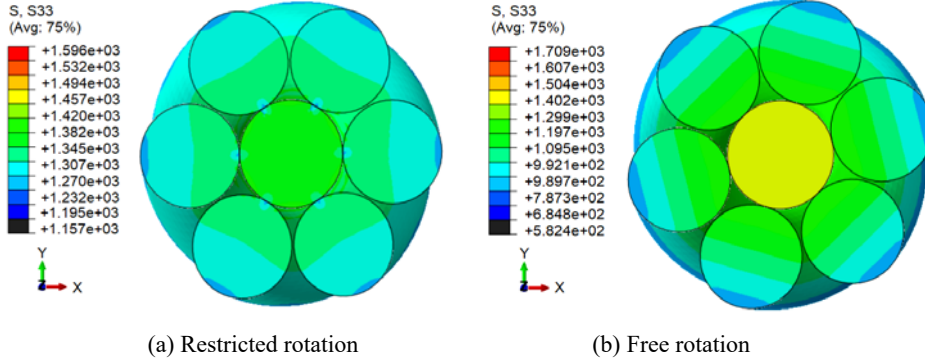 S, S33
(Avg: 75%)
+1.596e+03
+1.532e+03
+1.494e+03
+1.457e+03
+1.420e+03
+1.382e+03
+1.345e+03
+1.307e+03
+1.270e+03
+1.232e+03
+1.195e+03
+1.157e+03
Y
X
(a) Restricted rotation
S, S33
(Avg: 75%)
+1.709e+03
+1.607e+03
+1.504e+03
+1.402e+03
+1.299e+03
+1.197e+03
+1.095e+03
+9.921e+02
+9.897e+02
+7.873e+02
+6.848e+02
+5.824e+02
Y
X
(b) Free rotation